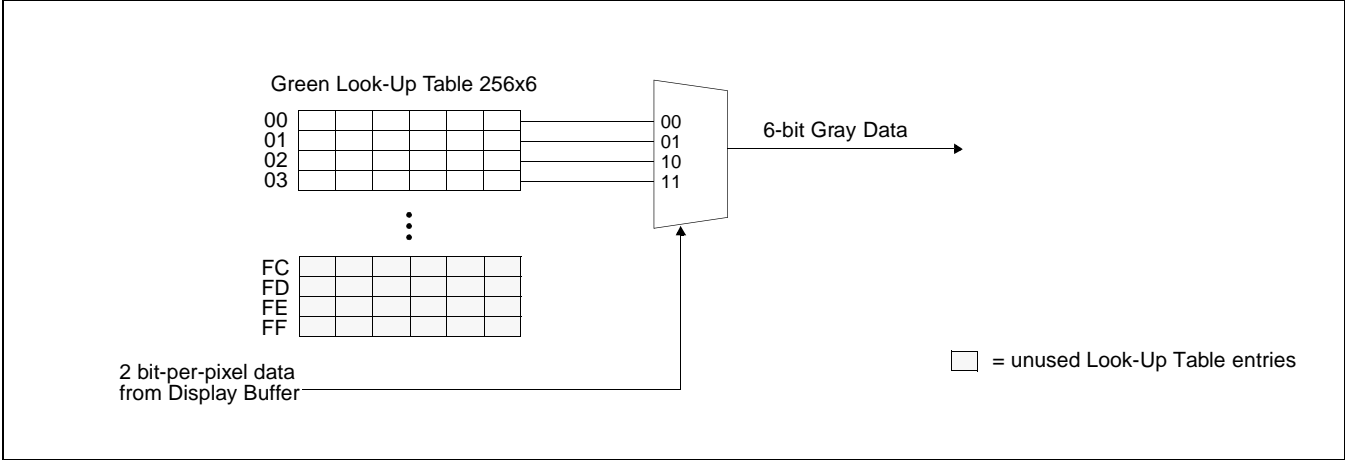 Green Look-Up Table 256x6
00
01
02
03
00
01
10
11
6-bit Gray Data
FC
FD
FE
FF
2 bit-per-pixel data
from Display Buffer
= unused Look-Up Table entries